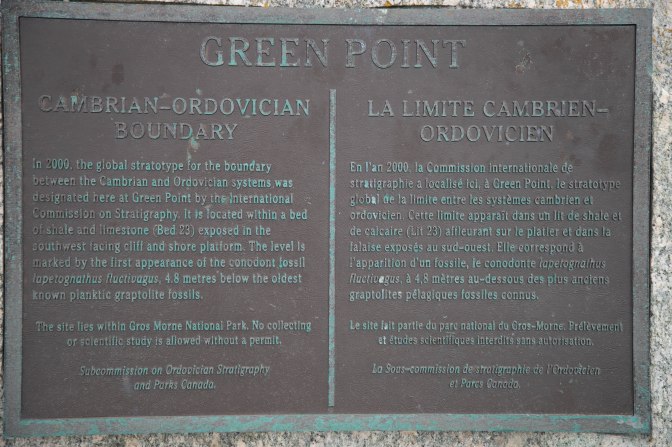 GREEN POINT
CAMBRIAN–ORDOVICIAN
BOUNDARY
In 2000, the global stratotype for the boundary
between the Cambrian and Ordovician systems was
designated here at Green Point by the International
Commission on Stratigraphy. It is located within a bed
of shale and limestone (Bed 23) exposed in the
southwest facing cliff and shore platform. The level is
marked by the first appearance of the conodont fossil
Iapetognathus fluctivagus, 4.8 metres below the oldest
known planktic graptolite fossils.
The site lies within Gros Morne National Park. No collecting
or scientific study is allowed without a permit.
Subcommission on Ordovician Stratigraphy
and Parks Canada.
LA LIMITE CAMBRIEN–
ORDOVICIEN
En l'an 2000, la Commission internationale de
stratigraphie a localisé ici, à Green Point, le stratotype
global de la limite entre les systèmes cambrien et
ordovicien. Cette limite apparaît dans un lit de shale et
de calcaire (Lit 23) affleurant sur le platier et dans la
falaise exposés au sud-ouest. Elle correspond à
l'apparition d'un fossile, le conodonte Iapetognathus
fluctivagus, à 4,8 mètres au-dessous des plus anciens
graptolites pélagiques fossiles connus.
Le site fait partie du parc national du Gros-Morne. Prélèvement
et études scientifiques interdits sans autorisation.
La Sous-commission de stratigraphie de l'Ordovicien
et Parcs Canada.